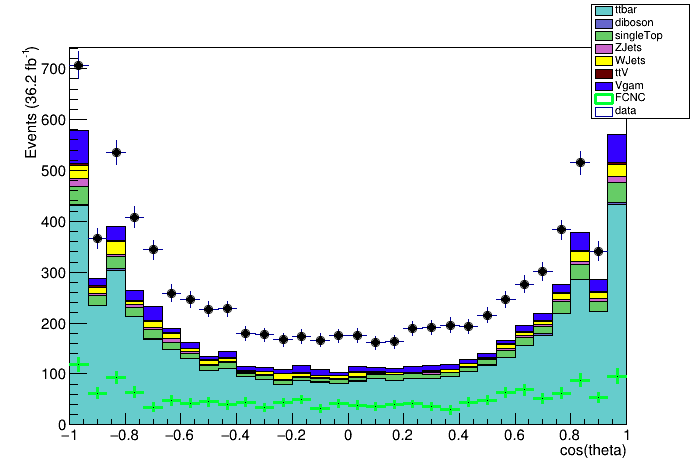 ttbar
diboson
singleTop
ZJets
WJets
ttV
Vgam
FCNC
data
Events (36.2 fb⁻¹)
700
600
500
400
300
200
100
0
−1 −0.8 −0.6 −0.4 −0.2 0 0.2 0.4 0.6 0.8 1
cos(theta)